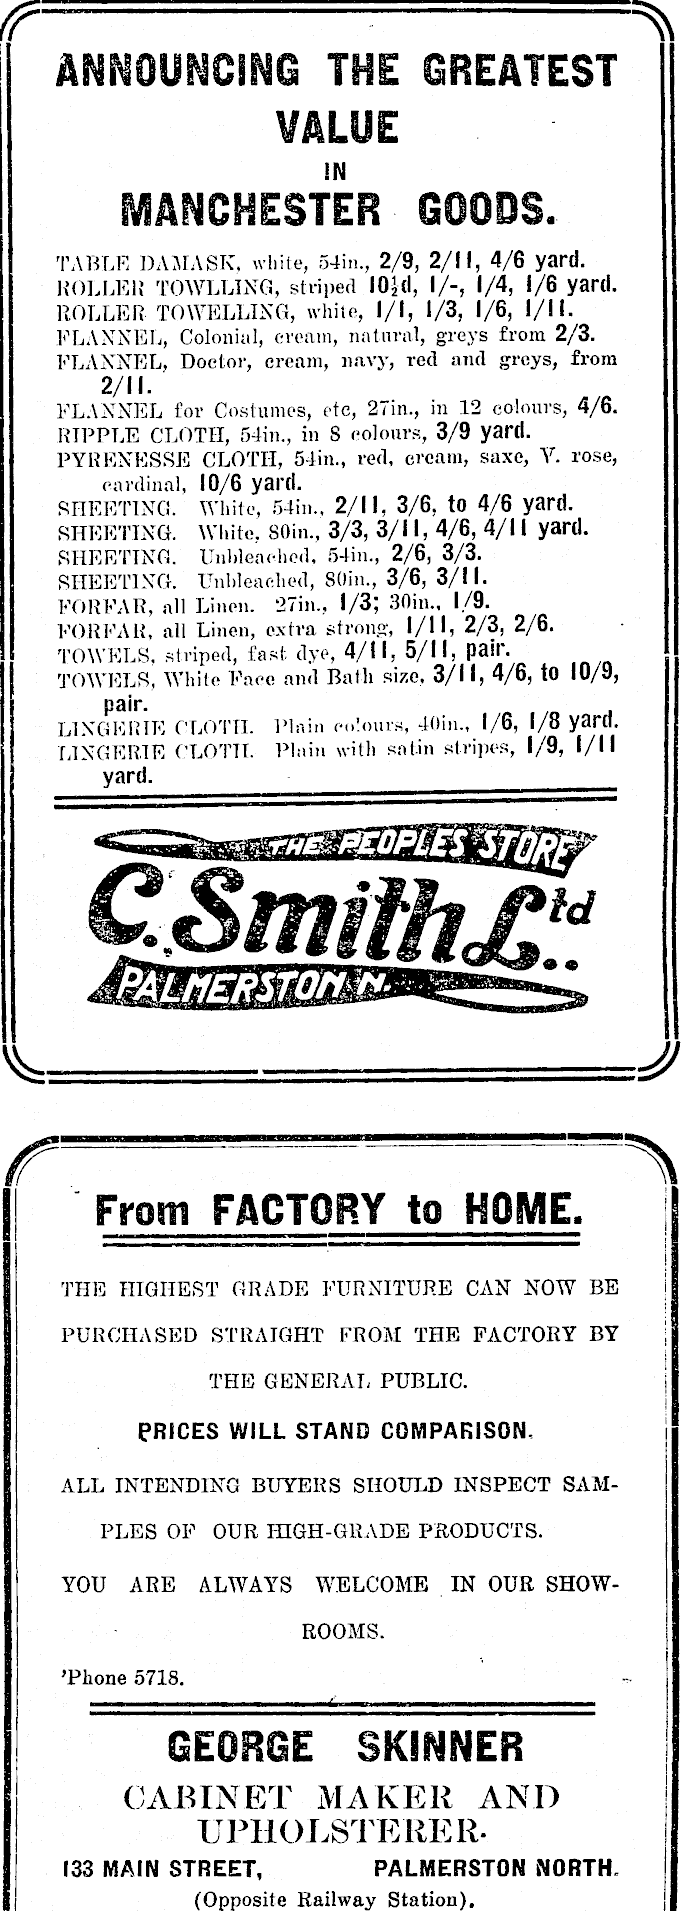 ANNOUNCING THE GREATEST
VALUE
IN
MANCHESTER GOODS.
TABLE DAMASK, white, 54in., 2/9, 2/11, 4/6 yard.
ROLLER TOWLLING, striped 10½d, 1/-, 1/4, 1/6 yard.
ROLLER TOWELLING, white, 1/1, 1/3, 1/6, 1/11.
FLANNEL, Colonial, cream, natural, greys from 2/3.
FLANNEL, Doctor, cream, navy, red and greys, from
2/11.
FLANNEL for Costumes, etc, 27in., in 12 colours, 4/6.
RIPPLE CLOTH, 54in., in 8 colours, 3/9 yard.
PYRENESSE CLOTH, 54in., red, cream, saxe, V. rose,
cardinal, 10/6 yard.
SHEETING. White, 54in., 2/11, 3/6, to 4/6 yard.
SHEETING. White, 80in., 3/3, 3/11, 4/6, 4/11 yard.
SHEETING. Unbleached, 54in., 2/6, 3/3.
SHEETING. Unbleached, 80in., 3/6, 3/11.
FORFAR, all Linen. 27in., 1/3; 30in., 1/9.
FORFAR, all Linen, extra strong, 1/11, 2/3, 2/6.
TOWELS, striped, fast dye, 4/11, 5/11, pair.
TOWELS, White Face and Bath size, 3/11, 4/6, to 10/9,
pair.
LINGERIE CLOTH. Plain colours, 40in., 1/6, 1/8 yard.
LINGERIE CLOTH. Plain with satin stripes, 1/9, 1/11
yard.
THE PEOPLES STORE
C. Smith Ltd..
PALMERSTON N.
From FACTORY to HOME.
THE HIGHEST GRADE FURNITURE CAN NOW BE
PURCHASED STRAIGHT FROM THE FACTORY BY
THE GENERAL PUBLIC.
PRICES WILL STAND COMPARISON.
ALL INTENDING BUYERS SHOULD INSPECT SAM-
PLES OF OUR HIGH-GRADE PRODUCTS.
YOU ARE ALWAYS WELCOME IN OUR SHOW-
ROOMS.
'Phone 5718.
GEORGE SKINNER
CABINET MAKER AND
UPHOLSTERER.
133 MAIN STREET, PALMERSTON NORTH.
(Opposite Railway Station).